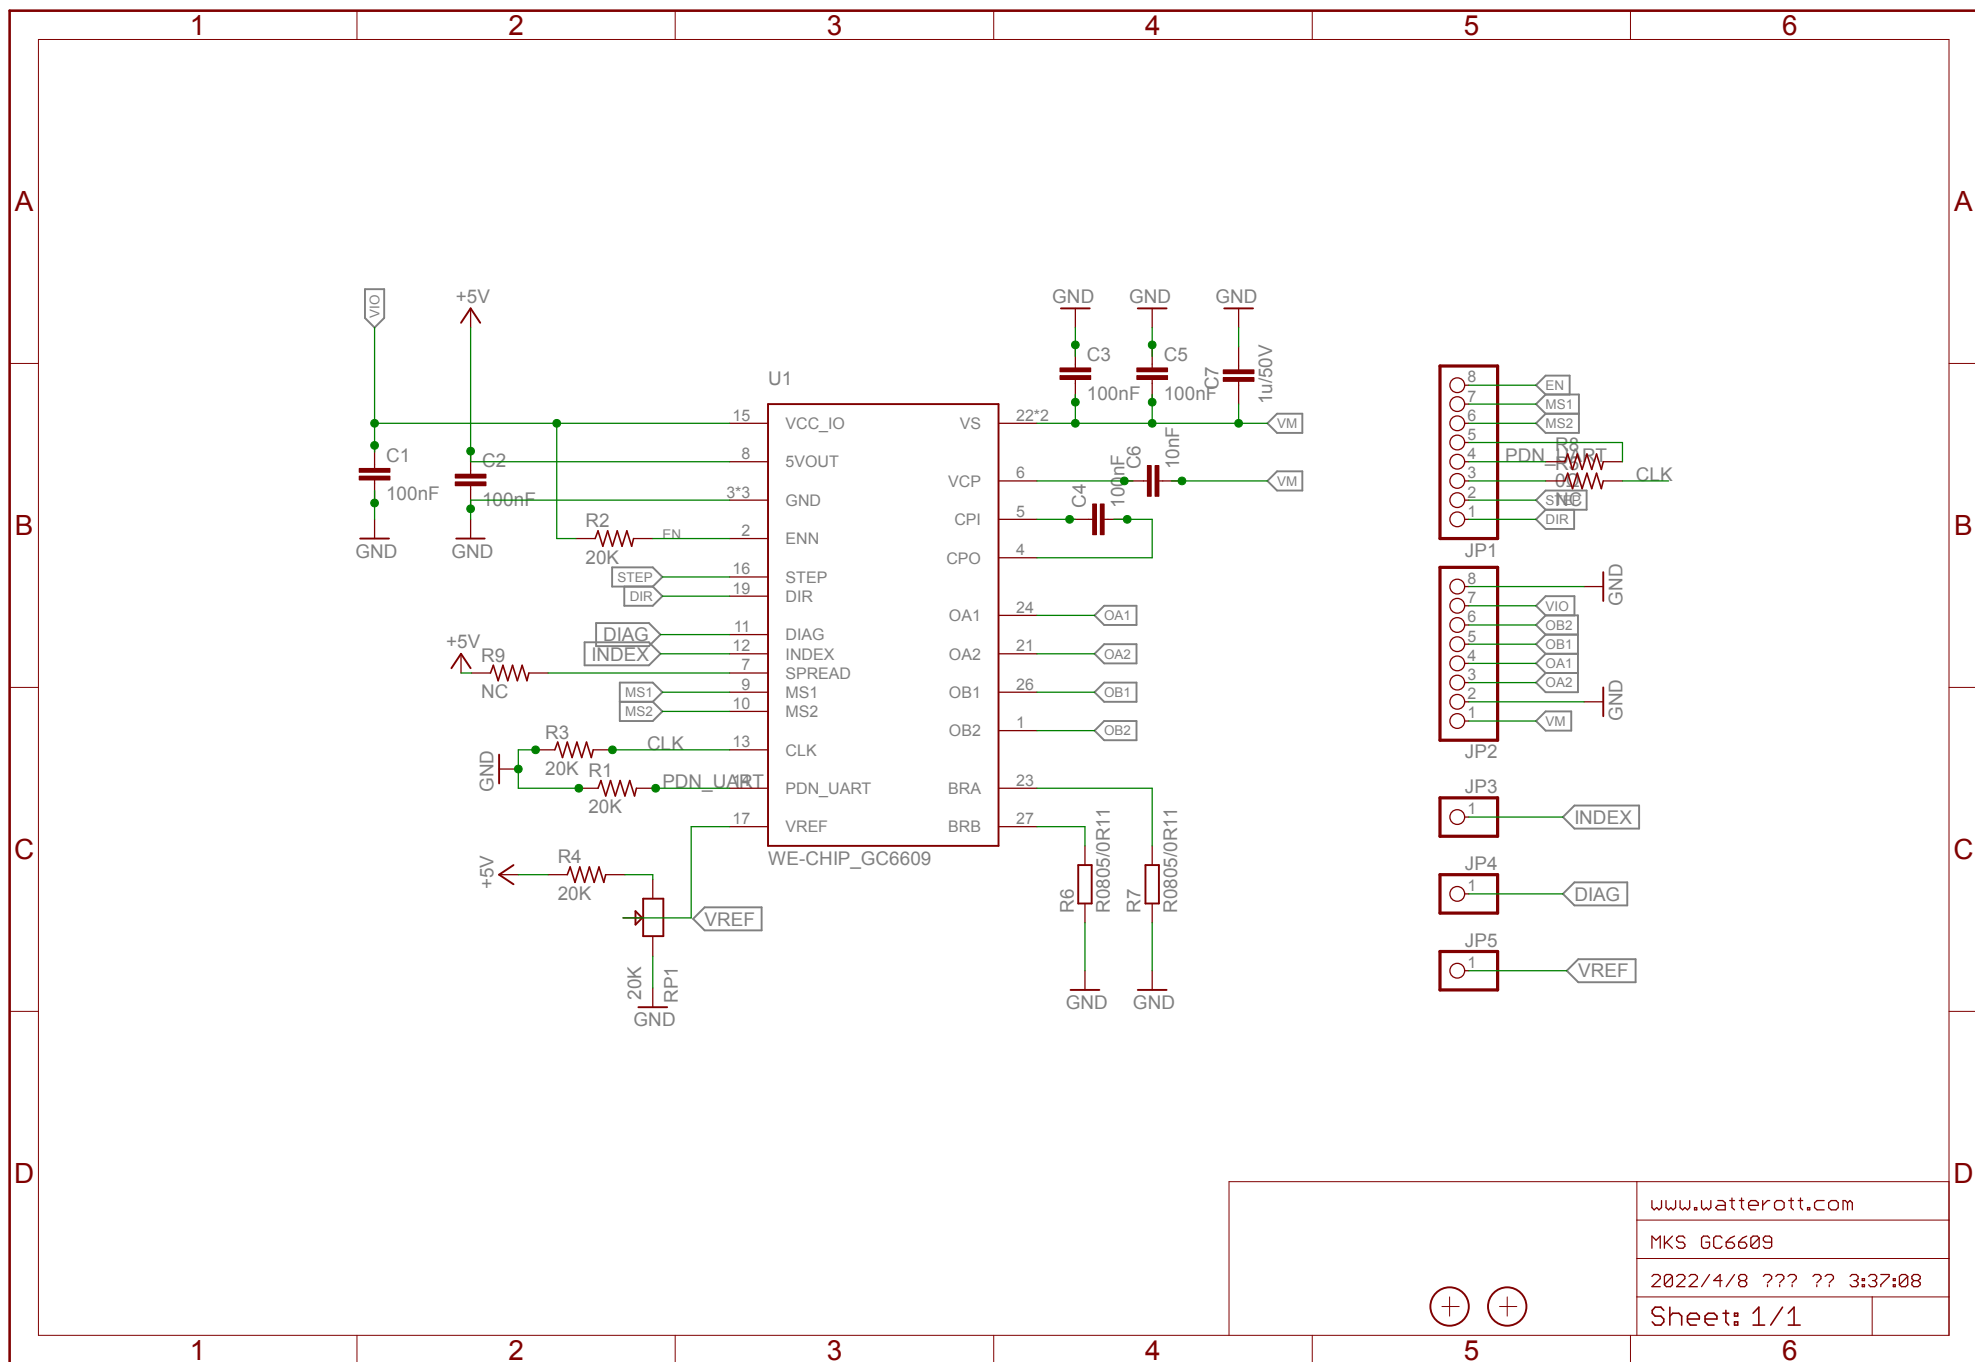 1 2 3 4 5 6
A A
B B
C C
D D
1 2 3 4 5 6
VIO
+5V
C1
100nF
GND
C2
100nF
GND
R2
20K
EN
STEP
DIR
DIAG
INDEX
+5V
R9
NC
MS1
MS2
GND
R3
20K
CLK
R1
20K
PDN_UART
+5V
R4
20K
VREF
20K
RP1
GND
U1
15 VCC_IO
8 5VOUT
3*3 GND
2 ENN
16 STEP
19 DIR
11 DIAG
12 INDEX
7 SPREAD
9 MS1
10 MS2
13 CLK
PDN_UART
17 VREF
VS 22*2
VCP 6
CPI 5
CPO 4
OA1 24
OA2 21
OB1 26
OB2 1
BRA 23
BRB 27
WE-CHIP_GC6609
GND
C3
100nF
GND
C5
100nF
GND
C7
1u/50V
VM
C6
10nF
VM
C4
100nF
OA1
OA2
OB1
OB2
R6
R0805/0R11
GND
R7
R0805/0R11
GND
8 EN
7 MS1
6 MS2
5
4 PDN_UART
R8
3 CLK
NC
2
1 DIR
JP1
8 GND
7 VIO
6 OB2
5 OB1
4 OA1
3 OA2
2 GND
1 VM
JP2
JP3
1 INDEX
JP4
1 DIAG
JP5
1 VREF
www.watterott.com
MKS GC6609
2022/4/8 ??? ?? 3:37:08
Sheet: 1/1